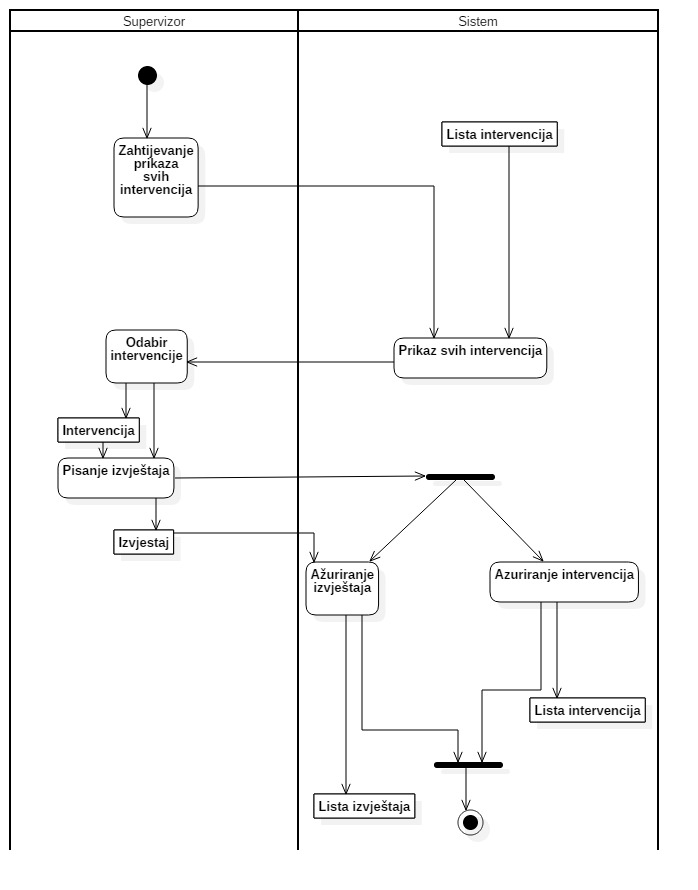 Supervizor
Sistem
Lista intervencija
Zahtijevanje
prikaza
svih
intervencija
Odabir
intervencije
Prikaz svih intervencija
Intervencija
Pisanje izvještaja
Izvjestaj
Ažuriranje
izvještaja
Azuriranje intervencija
Lista intervencija
Lista izvještaja